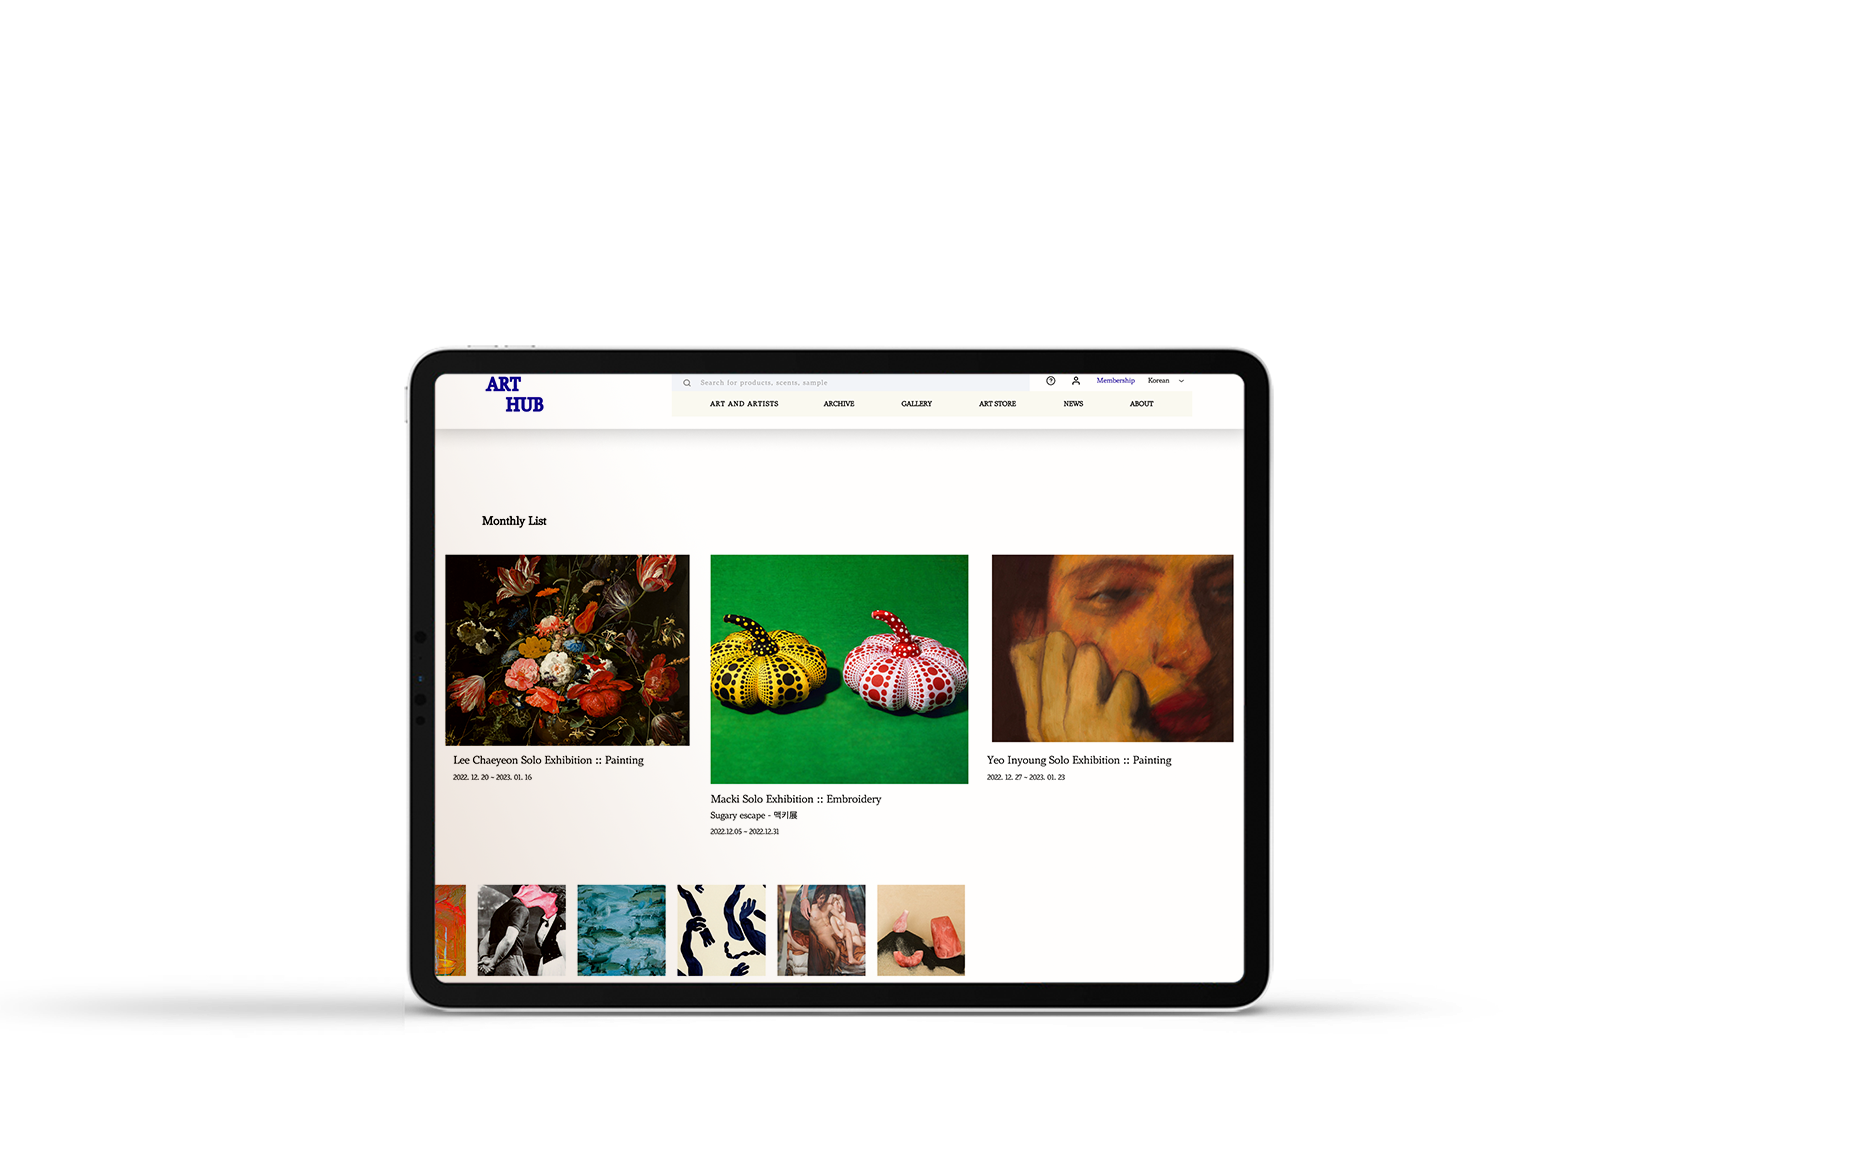 ART
HUB
Search for products, scents, sample
Membership
Korean
ART AND ARTISTS
ARCHIVE
GALLERY
ART STORE
NEWS
ABOUT
Monthly List
Lee Chaeyeon Solo Exhibition :: Painting
2022. 12. 20 ~ 2023. 01. 16
Macki Solo Exhibition :: Embroidery
Sugary escape - 맥키展
2022.12.05 ~ 2022.12.31
Yeo Inyoung Solo Exhibition :: Painting
2022. 12. 27 ~ 2023. 01. 23